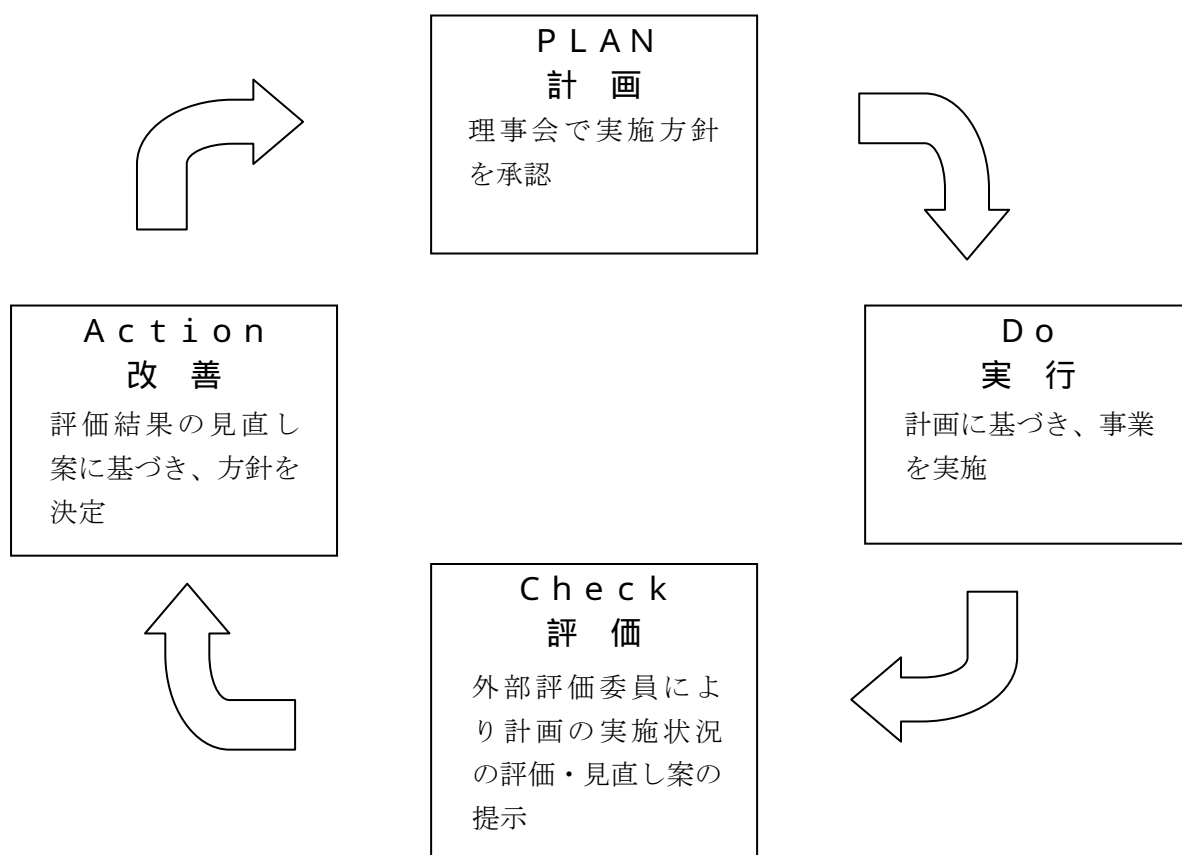 PLAN
計 画
理事会で実施方針
を承認
Action
改 善
評価結果の見直し
案に基づき、方針を
決定
Do
実 行
計画に基づき、事業
を実施
Check
評 価
外部評価委員によ
り計画の実施状況
の評価・見直し案の
提示